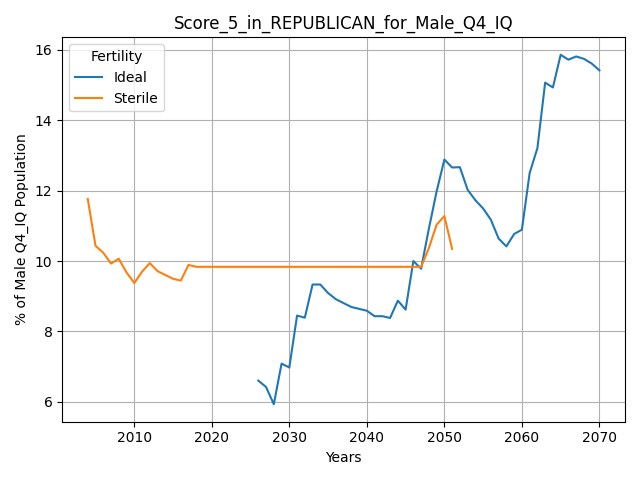 Score_5_in_REPUBLICAN_for_Male_Q4_IQ
Fertility
Ideal
Sterile
% of Male Q4_IQ Population
16
14
12
10
8
6
2010 2020 2030 2040 2050 2060 2070
Years